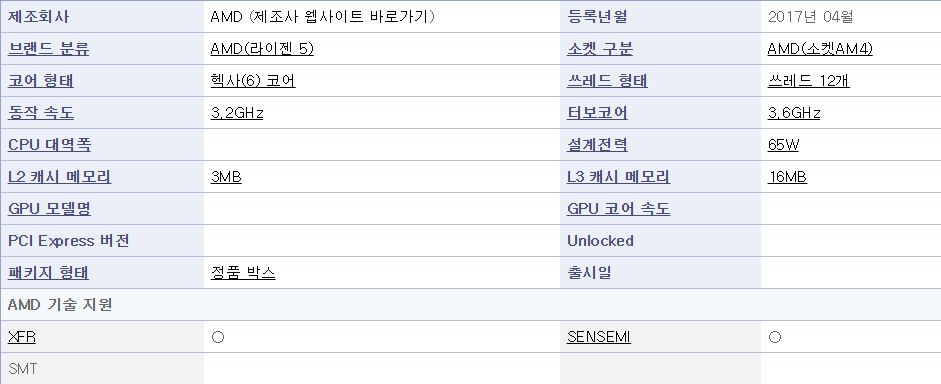 제조회사 AMD (제조사 웹사이트 바로가기) 등록년월 2017년 04월
브랜드 분류 AMD(라이젠 5) 소켓 구분 AMD(소켓AM4)
코어 형태 헥사(6) 코어 쓰레드 형태 쓰레드 12개
동작 속도 3.2GHz 터보코어 3.6GHz
CPU 대역폭 설계전력 65W
L2 캐시 메모리 3MB L3 캐시 메모리 16MB
GPU 모델명 GPU 코어 속도
PCI Express 버전 Unlocked
패키지 형태 정품 박스 출시일
AMD 기술 지원
XFR ○ SENSEMI ○
SMT